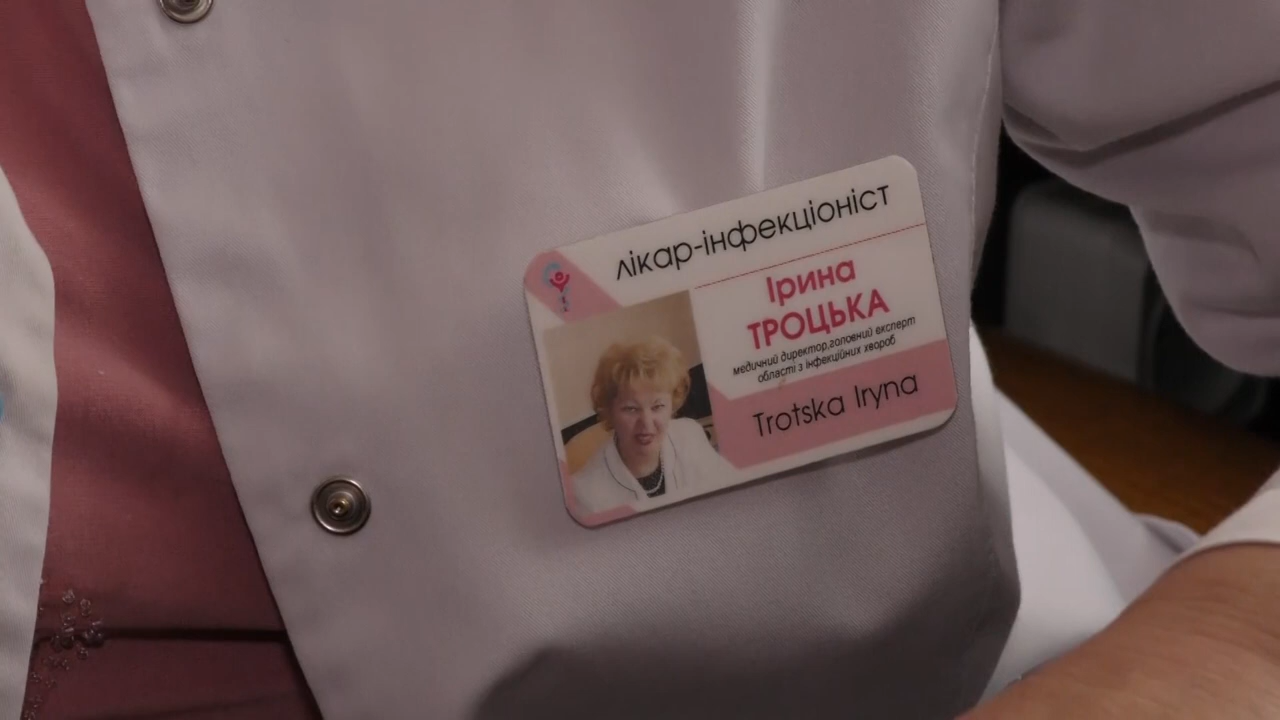 лікар-інфекціоніст
Ірина
ТРОЦЬКА
медичний директор,головний експерт
області з інфекційних хвороб
Trotska Iryna